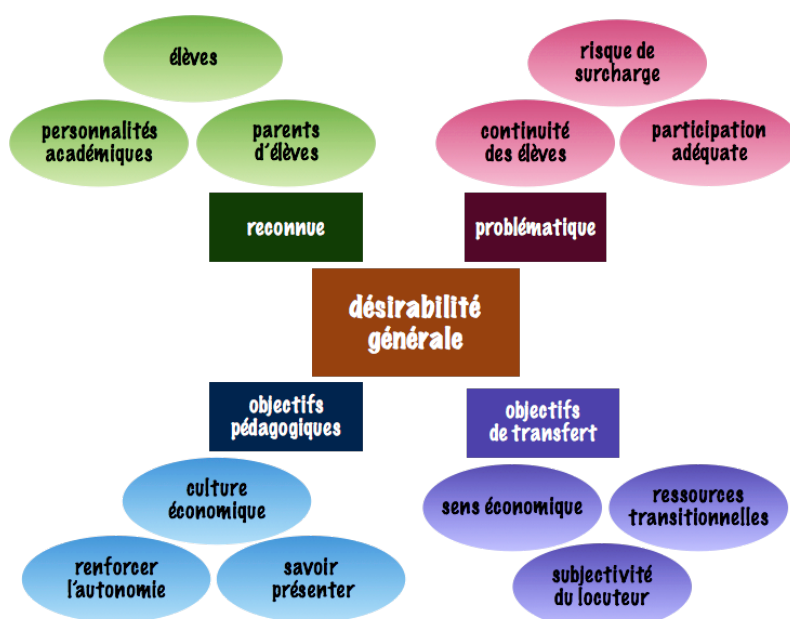 élèves
personnalités
académiques
parents
d'élèves
risque de
surcharge
continuité
des élèves
participation
adéquate
reconnue
problématique
désirabilité
générale
objectifs
pédagogiques
objectifs
de transfert
culture
économique
renforcer
l'autonomie
savoir
présenter
sens économique
ressources
transitionnelles
subjectivité
du locuteur